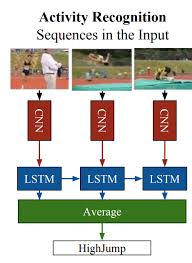 Activity Recognition
Sequences in the Input
CNN CNN CNN
LSTM LSTM LSTM
Average
HighJump